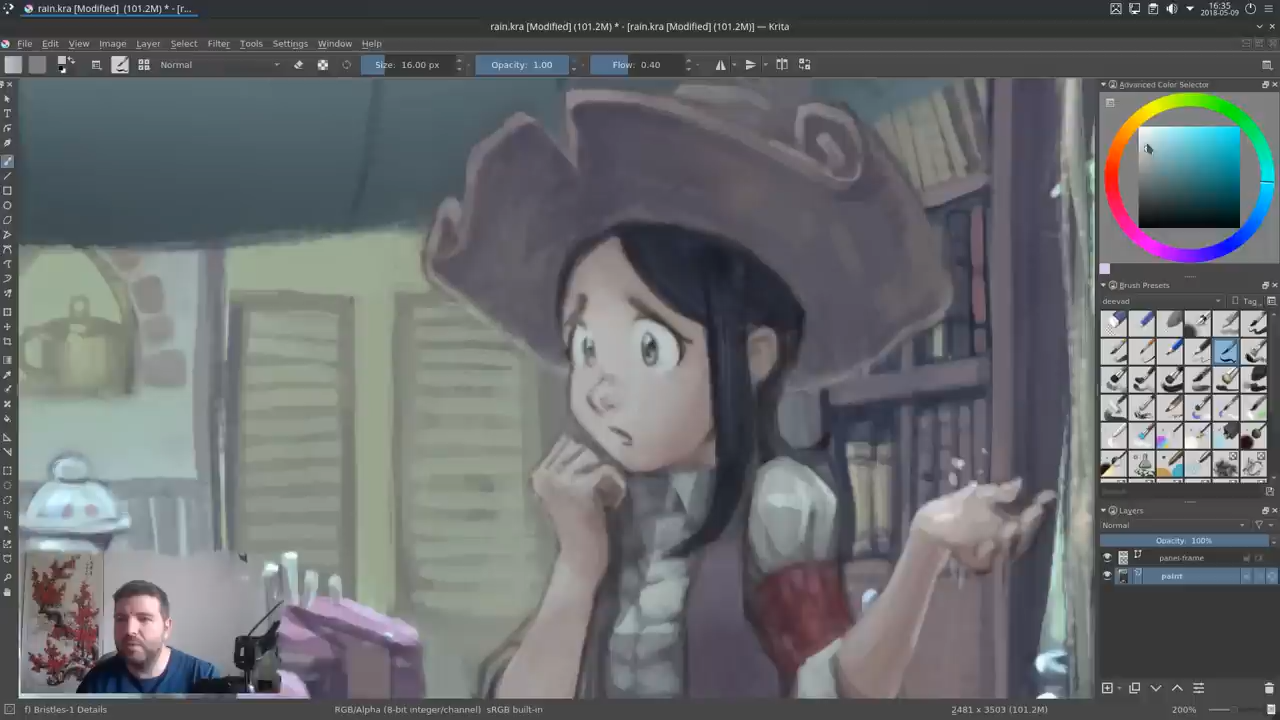 rain.kra [Modified] (101.2M) * - [r...
16:35
2018-05-09
rain.kra [Modified] (101.2M) * - [rain.kra [Modified] (101.2M)] — Krita
File Edit View Image Layer Select Filter Tools Settings Window Help
Normal
Size: 16.00 px
Opacity: 1.00
Flow: 0.40
Advanced Color Selector
Brush Presets
deevad
Tag
Layers
Normal
Opacity: 100%
panel-frame
paint
f) Bristles-1 Details
RGB/Alpha (8-bit integer/channel) sRGB built-in
2481 x 3503 (101.2M)
200%